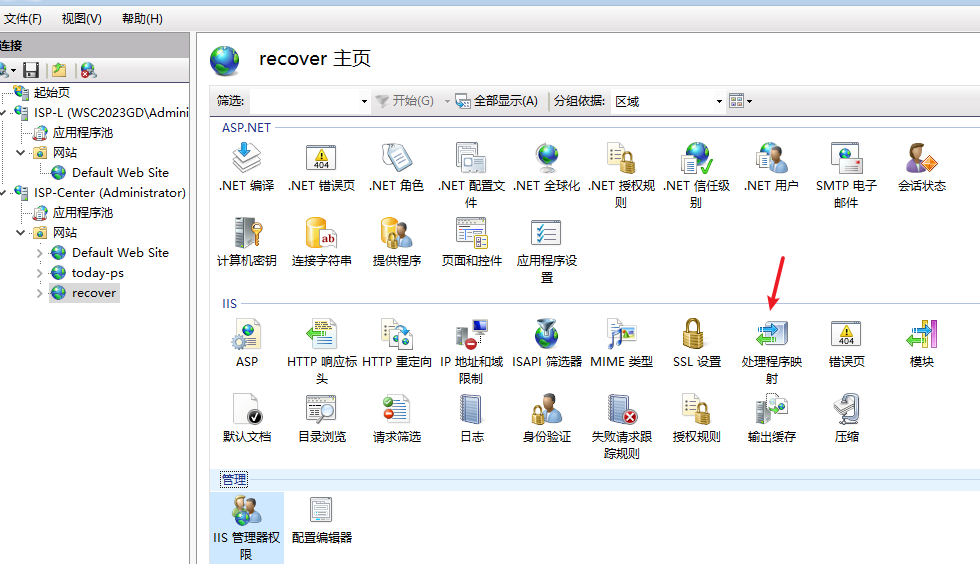 文件(F) 视图(V) 帮助(H)
连接
起始页
ISP-L (WSC2023GD\Admini
应用程序池
网站
Default Web Site
ISP-Center (Administrator)
应用程序池
网站
Default Web Site
today-ps
recover
recover 主页
筛选: 开始(G) 全部显示(A) 分组依据: 区域
ASP.NET
.NET 编译 .NET 错误页 .NET 角色 .NET 配置文件 .NET 全球化 .NET 授权规则 .NET 信任级别 .NET 用户 SMTP 电子邮件 会话状态
计算机密钥 连接字符串 提供程序 页面和控件 应用程序设置
IIS
ASP HTTP 响应标头 HTTP 重定向 IP 地址和域限制 ISAPI 筛选器 MIME 类型 SSL 设置 处理程序映射 错误页 模块
默认文档 目录浏览 请求筛选 日志 身份验证 失败请求跟踪规则 授权规则 输出缓存 压缩
管理
IIS 管理器权限 配置编辑器